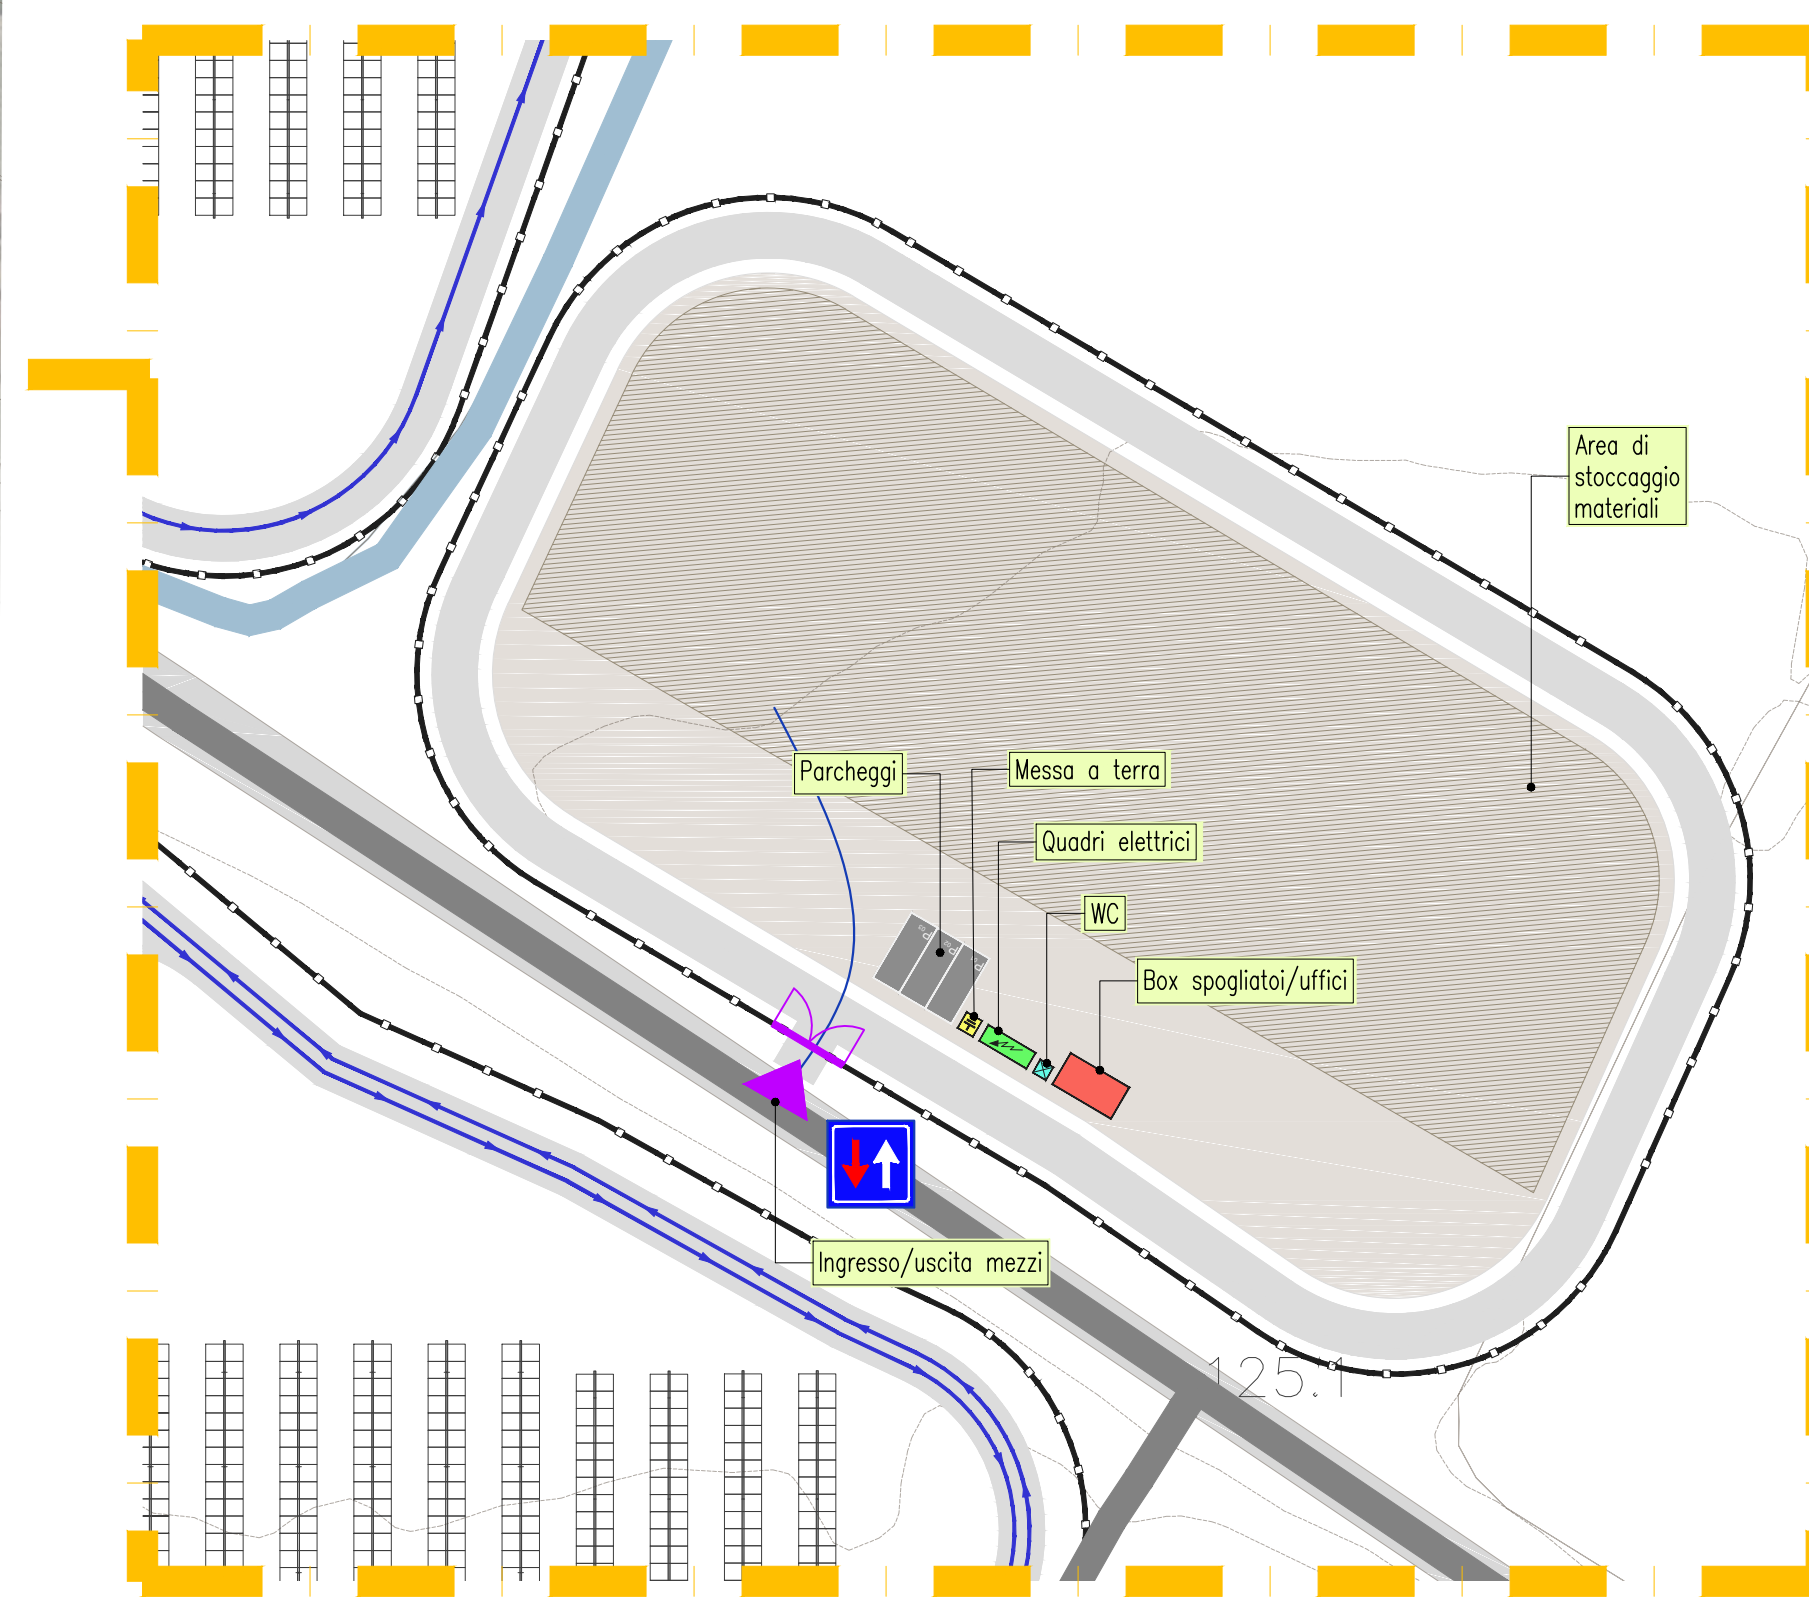 Area di
stoccaggio
materiali
Parcheggi
Messa a terra
Quadri elettrici
WC
Box spogliatoi/uffici
Ingresso/uscita mezzi
125.1